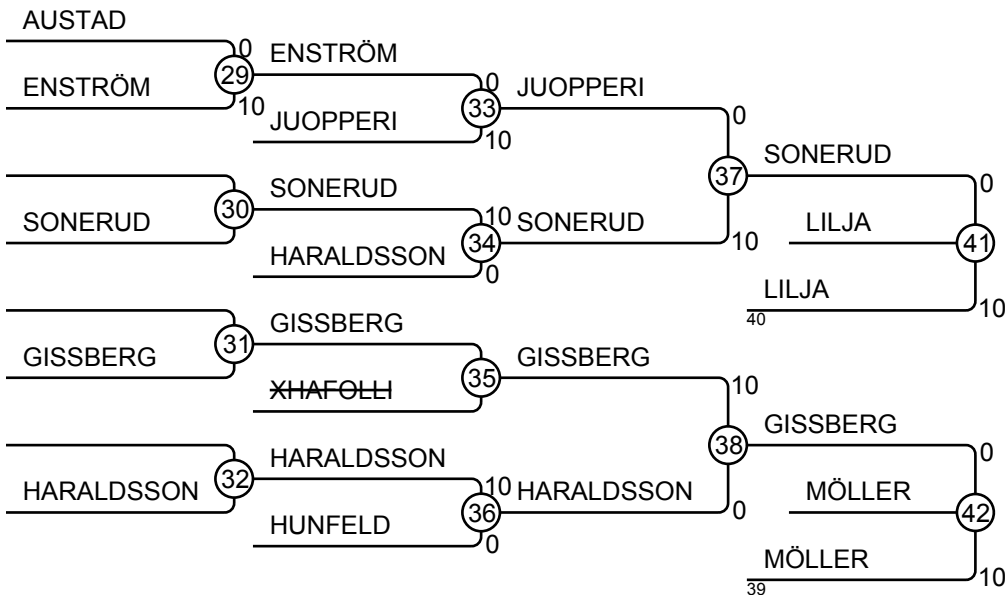 AUSTAD
0
29
ENSTRÖM
ENSTRÖM
10
0
33
JUOPPERI
JUOPPERI
10
0
37
SONERUD
0
30
SONERUD
SONERUD
10
34
SONERUD
HARALDSSON
0
10
LILJA
41
LILJA
40
10
31
GISSBERG
GISSBERG
35
GISSBERG
XHAFOLLI
10
38
GISSBERG
0
32
HARALDSSON
HARALDSSON
10
36
HARALDSSON
HUNFELD
0
0
MÖLLER
42
MÖLLER
39
10